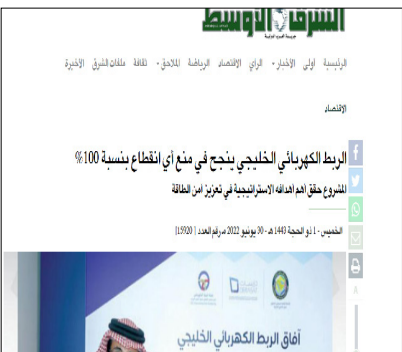 الشرق الأوسط
الرئيسية أولى الأخبار الرأي الاقتصاد الرياضة الملاحق ثقافة ملفات الشرق الأخيرة
الاقتصاد
الربط الكهربائي الخليجي ينجح في منع أي انقطاع بنسبة 100%
المشروع حقق أهم أهدافه الاستراتيجية في تعزيز أمن الطاقة
الخميس - 1 ذو الحجة 1443 هـ - 30 يونيو 2022 مـ رقم العدد [15920]
آفاق الربط الكهربائي الخليجي